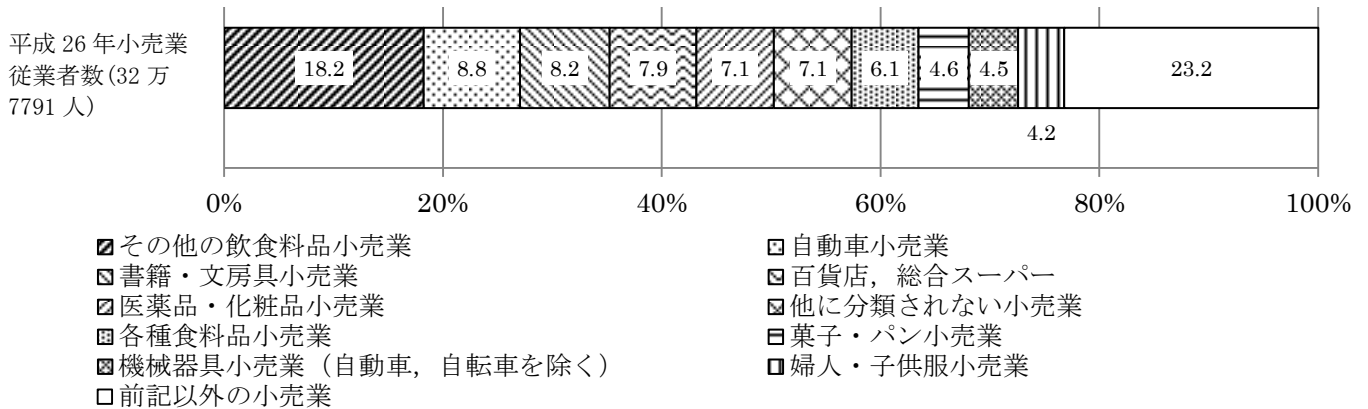 平成 26 年小売業
従業者数(32 万
7791 人)
18.2 8.8 8.2 7.9 7.1 7.1 6.1 4.6 4.5 23.2
4.2
0% 20% 40% 60% 80% 100%
その他の飲食料品小売業 自動車小売業
書籍・文房具小売業 百貨店，総合スーパー
医薬品・化粧品小売業 他に分類されない小売業
各種食料品小売業 菓子・パン小売業
機械器具小売業（自動車，自転車を除く） 婦人・子供服小売業
前記以外の小売業